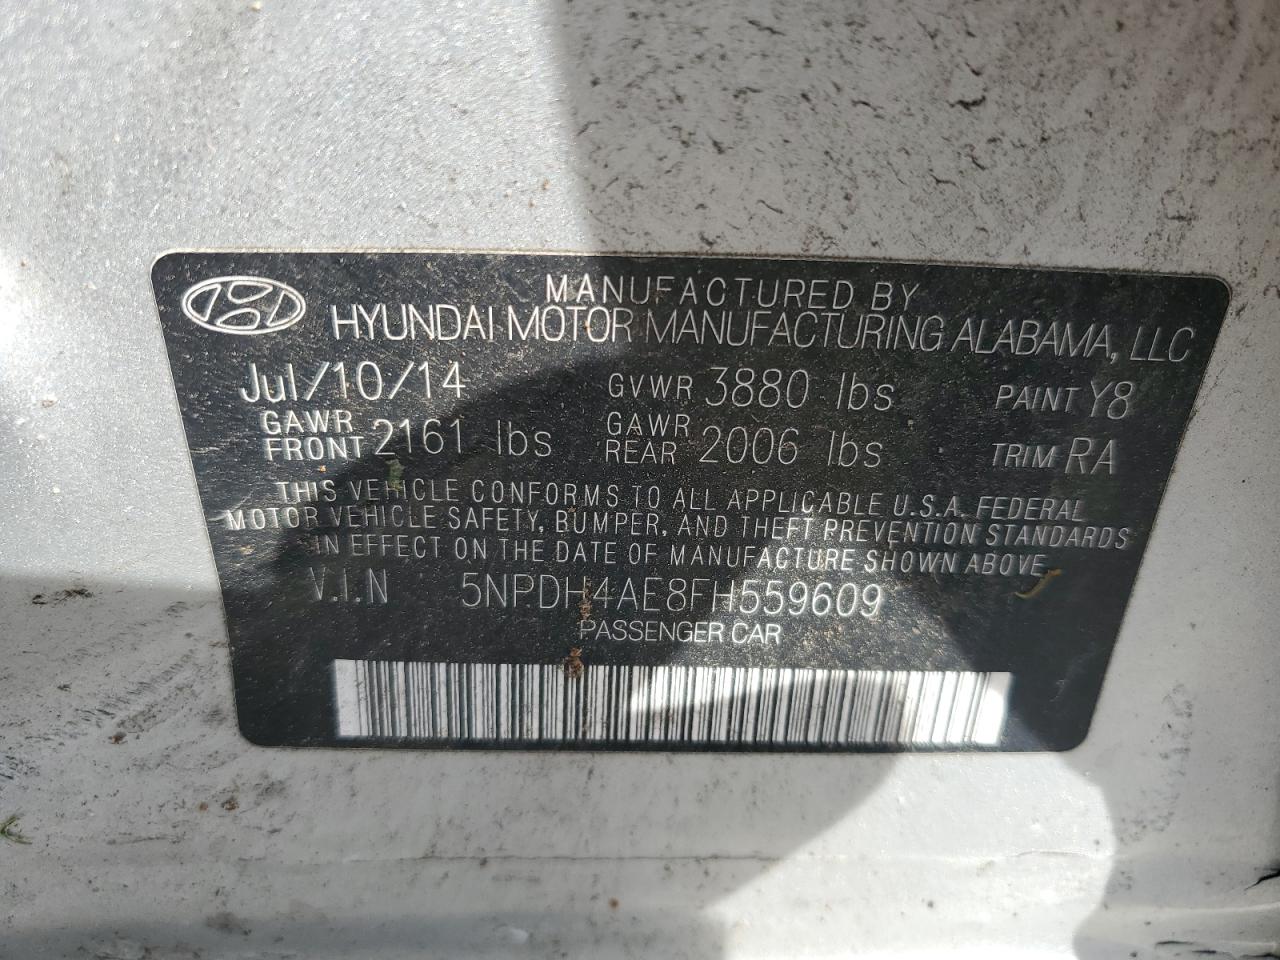 MANUFACTURED BY
HYUNDAI MOTOR MANUFACTURING ALABAMA, LLC
Jul/10/14 GVWR 3880 lbs PAINT Y8
GAWR FRONT 2161 lbs GAWR REAR 2006 lbs TRIM RA
THIS VEHICLE CONFORMS TO ALL APPLICABLE U.S.A. FEDERAL
MOTOR VEHICLE SAFETY, BUMPER, AND THEFT PREVENTION STANDARDS
IN EFFECT ON THE DATE OF MANUFACTURE SHOWN ABOVE.
V.I.N 5NPDH4AE8FH559609
PASSENGER CAR